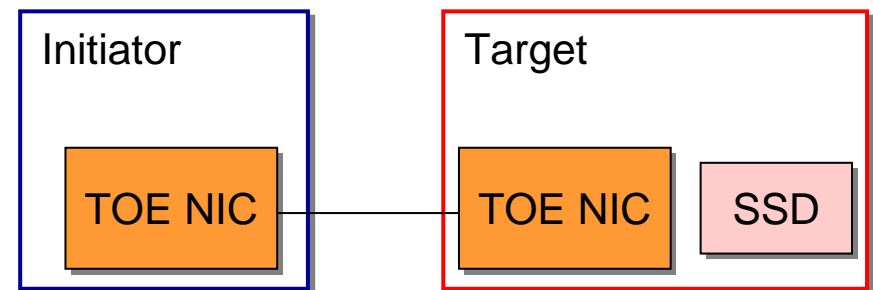 Initiator
Target
TOE NIC
TOE NIC
SSD